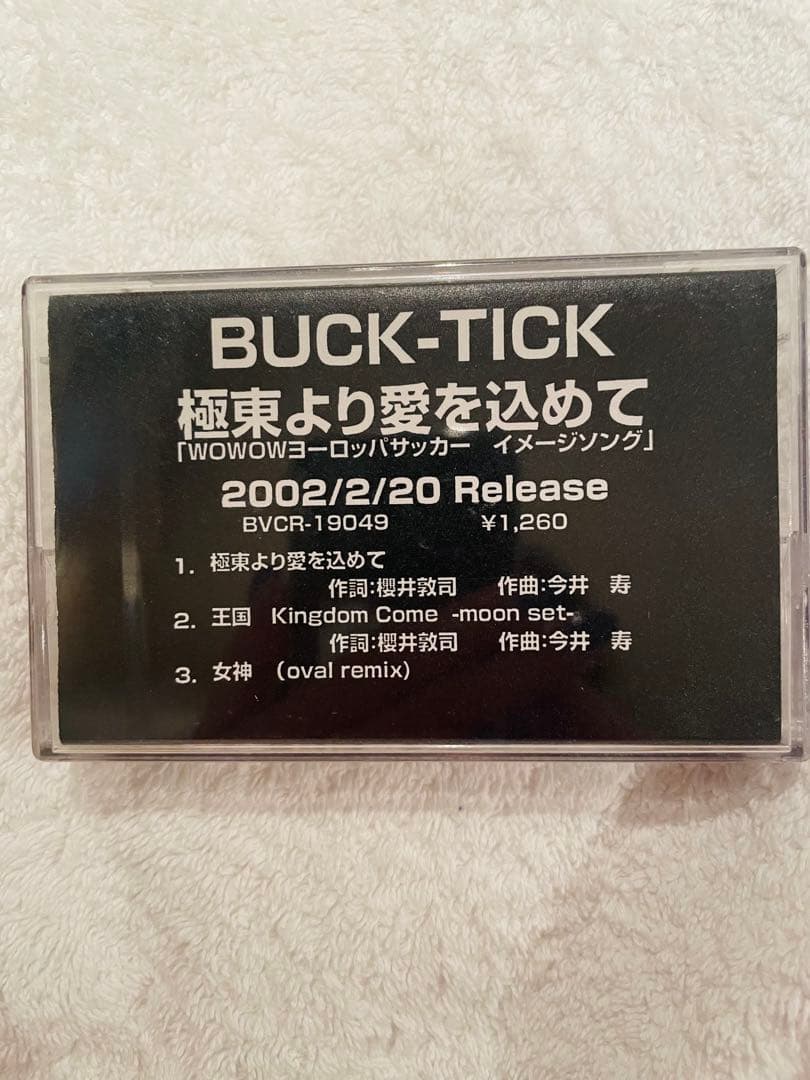 BUCK-TICK
極東より愛を込めて
「WOWOWヨーロッパサッカー　イメージソング」
2002/2/20 Release
BVCR-19049　¥1,260
1. 極東より愛を込めて
作詞:櫻井敦司　作曲:今井　寿
2. 王国　Kingdom Come -moon set-
作詞:櫻井敦司　作曲:今井　寿
3. 女神　(oval remix)